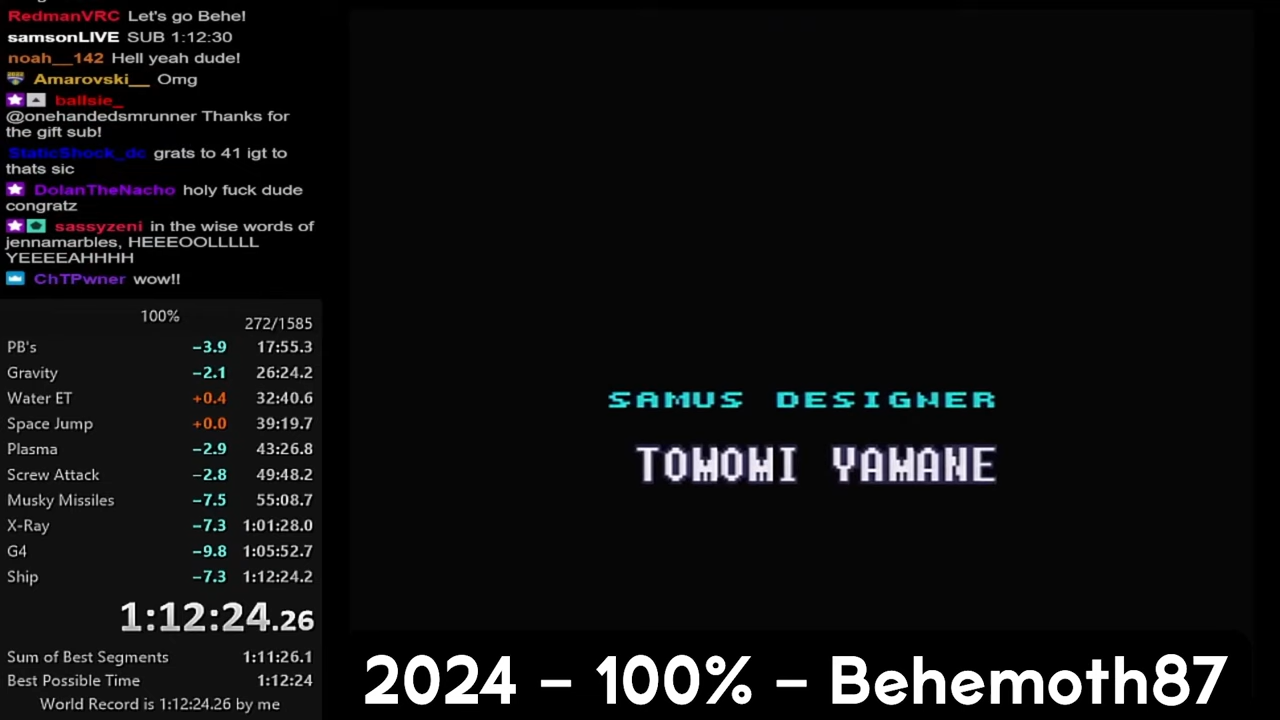 RedmanVRC Let's go Behe!
samsonLIVE SUB 1:12:30
noah__142 Hell yeah dude!
Amarovski__ Omg
ballsie_
@onehandedsmrunner Thanks for
the gift sub!
StaticShock_dc grats to 41 igt to
thats sic
DolanTheNacho holy fuck dude
congratz
sassyzeni in the wise words of
jennamarbles, HEEEOOLLLLL
YEEEEAHHHH
ChTPwner wow!!
100%
272/1585
PB's −3.9 17:55.3
Gravity −2.1 26:24.2
Water ET +0.4 32:40.6
Space Jump +0.0 39:19.7
Plasma −2.9 43:26.8
Screw Attack −2.8 49:48.2
Musky Missiles −7.5 55:08.7
X-Ray −7.3 1:01:28.0
G4 −9.8 1:05:52.7
Ship −7.3 1:12:24.2
1:12:24.26
Sum of Best Segments 1:11:26.1
Best Possible Time 1:12:24
World Record is 1:12:24.26 by me
SAMUS DESIGNER
TOMOMI YAMANE
2024 – 100% – Behemoth87